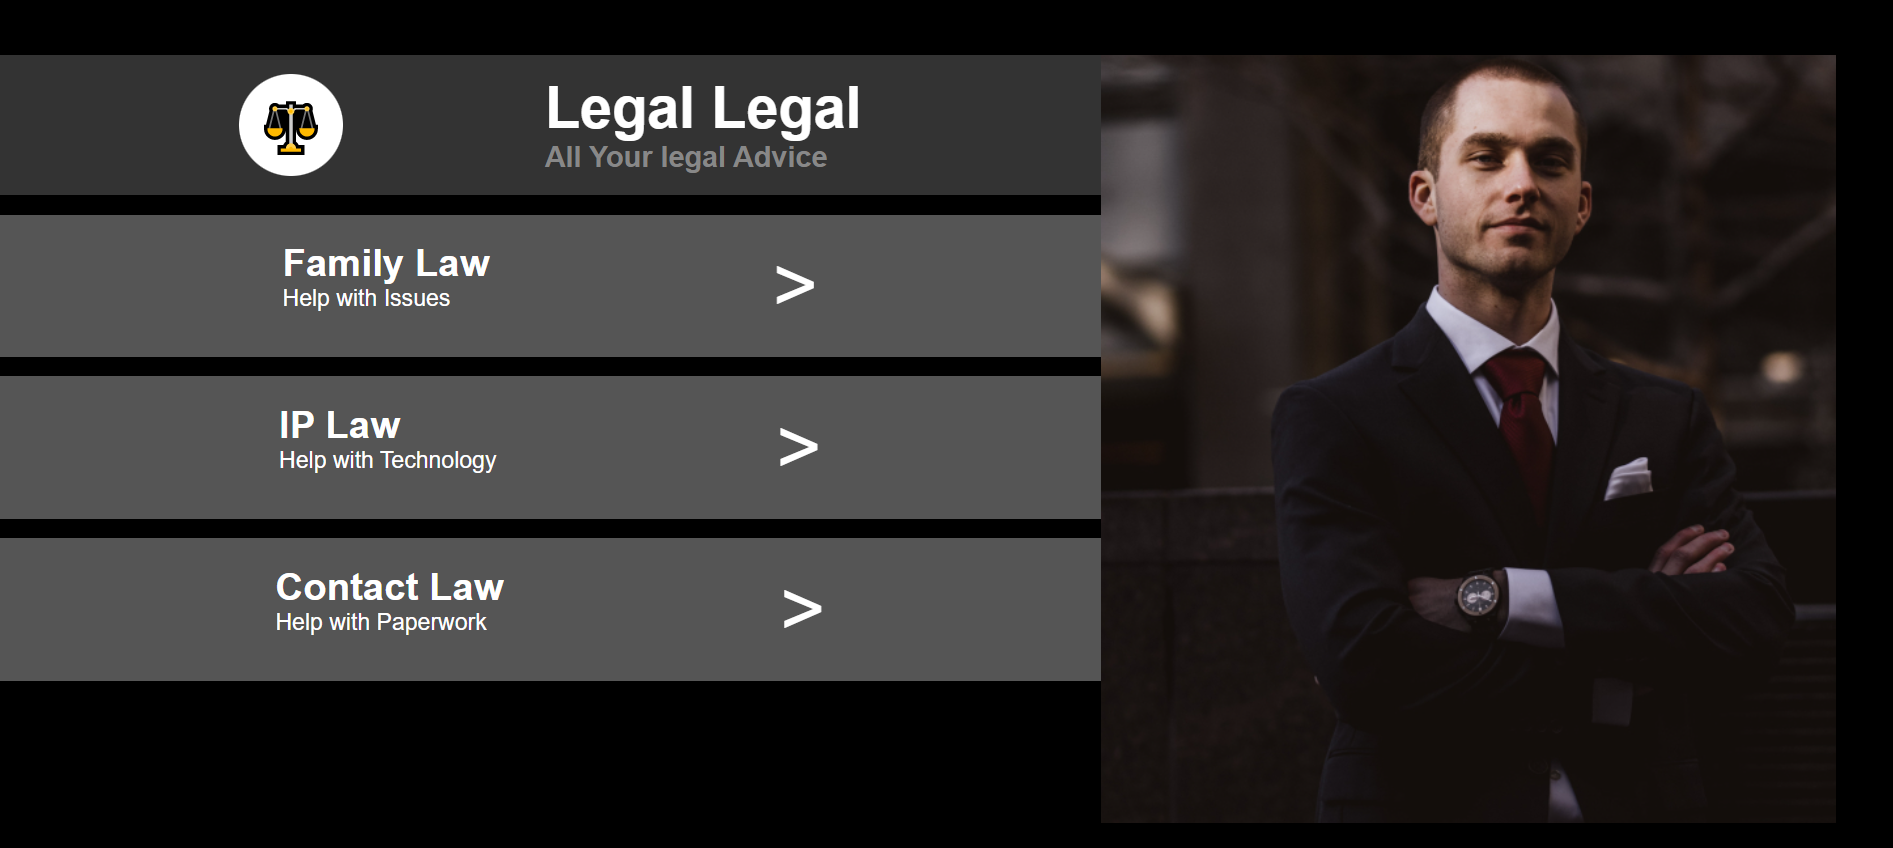 Legal Legal
All Your legal Advice
Family Law
Help with Issues
>
IP Law
Help with Technology
>
Contact Law
Help with Paperwork
>